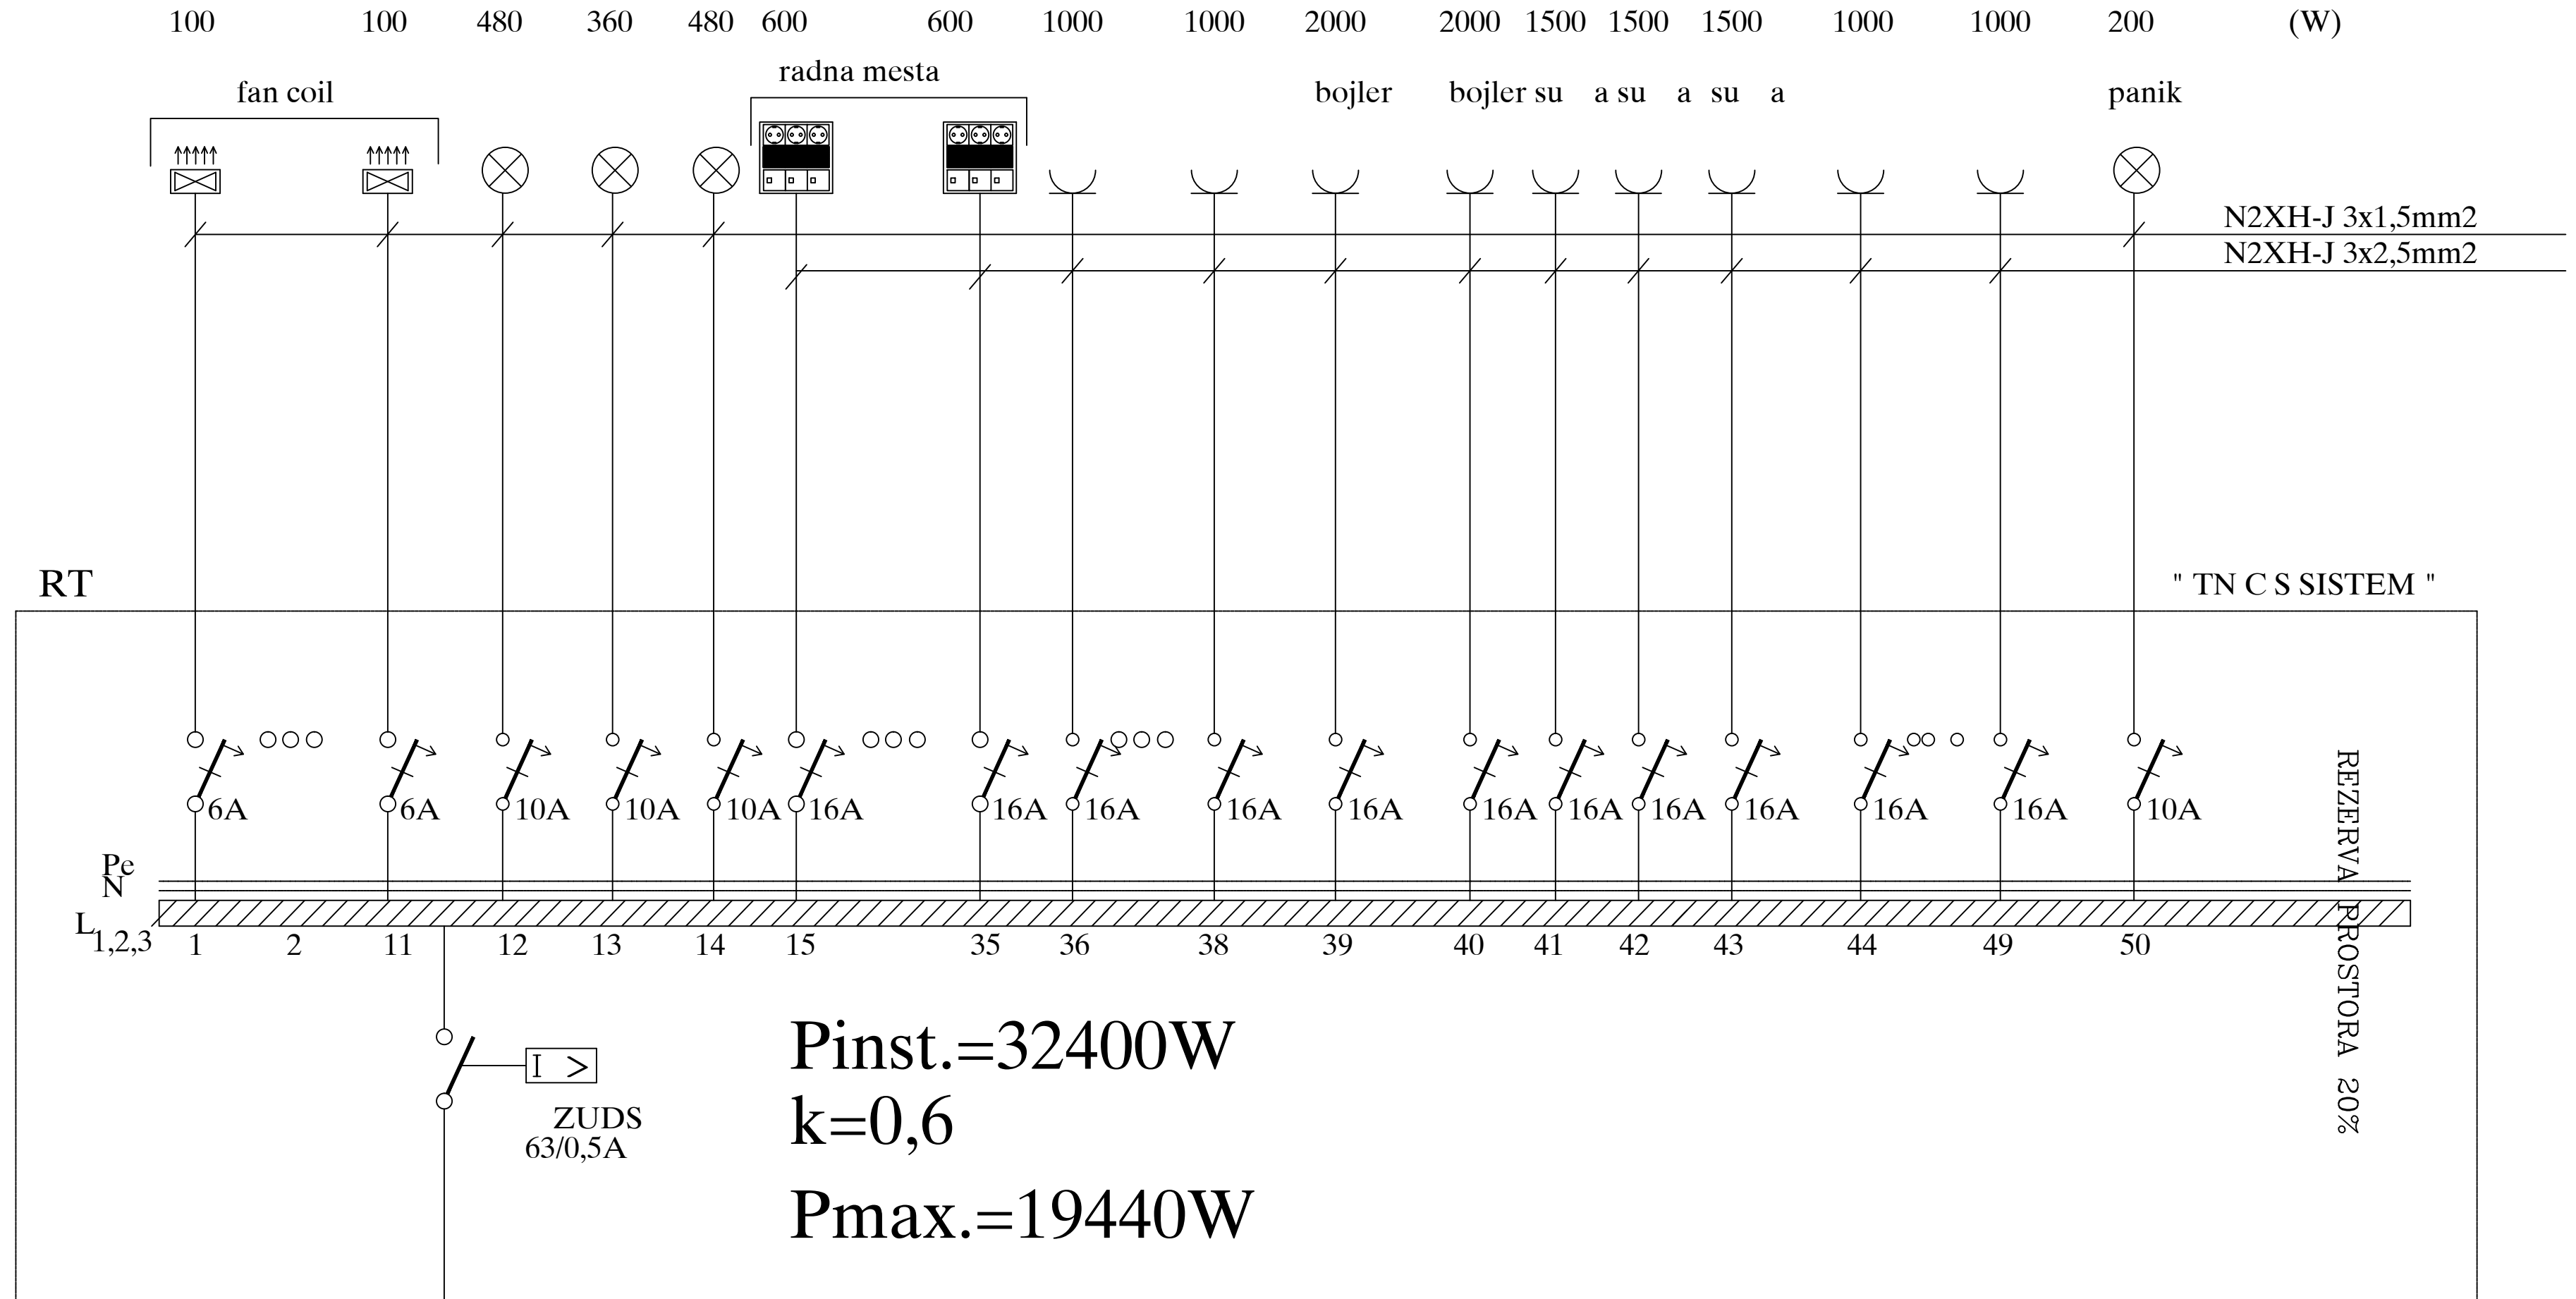 100 100 480 360 480 600 600 1000 1000 2000 2000 1500 1500 1500 1000 1000 200 (W)
radna mesta
fan coil bojler bojler su a su a su a panik
N2XH-J 3x1,5mm2
N2XH-J 3x2,5mm2
RT " TN C S SISTEM "
6A 6A 10A 10A 10A 16A 16A 16A 16A 16A 16A 16A 16A 16A 16A 16A 10A
REZERVA PROSTORA 20%
Pe
N
L1,2,3
1 2 11 12 13 14 15 35 36 38 39 40 41 42 43 44 49 50
I >
ZUDS
63/0,5A
Pinst.=32400W
k=0,6
Pmax.=19440W